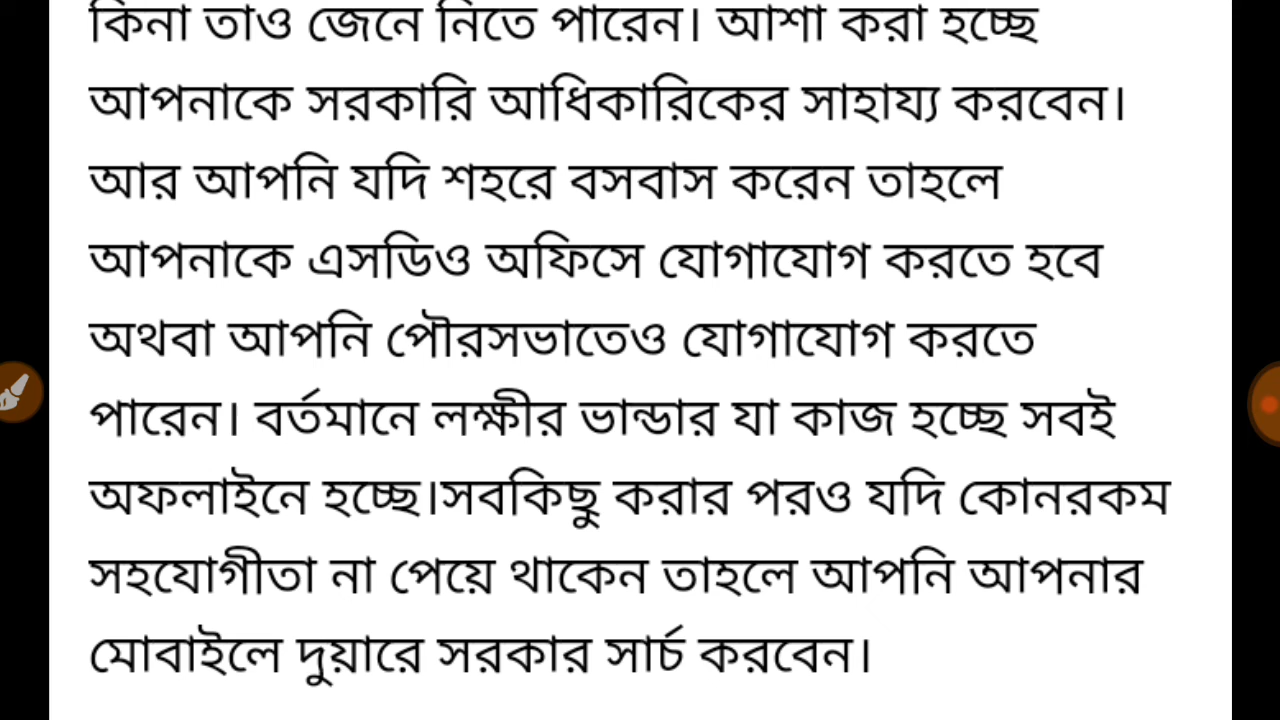 কিনা তাও জেনে নিতে পারেন। আশা করা হচ্ছে
আপনাকে সরকারি আধিকারিকের সাহায্য করবেন।
আর আপনি যদি শহরে বসবাস করেন তাহলে
আপনাকে এসডিও অফিসে যোগাযোগ করতে হবে
অথবা আপনি পৌরসভাতেও যোগাযোগ করতে
পারেন। বর্তমানে লক্ষীর ভান্ডার যা কাজ হচ্ছে সবই
অফলাইনে হচ্ছে।সবকিছু করার পরও যদি কোনরকম
সহযোগীতা না পেয়ে থাকেন তাহলে আপনি আপনার
মোবাইলে দুয়ারে সরকার সার্চ করবেন।